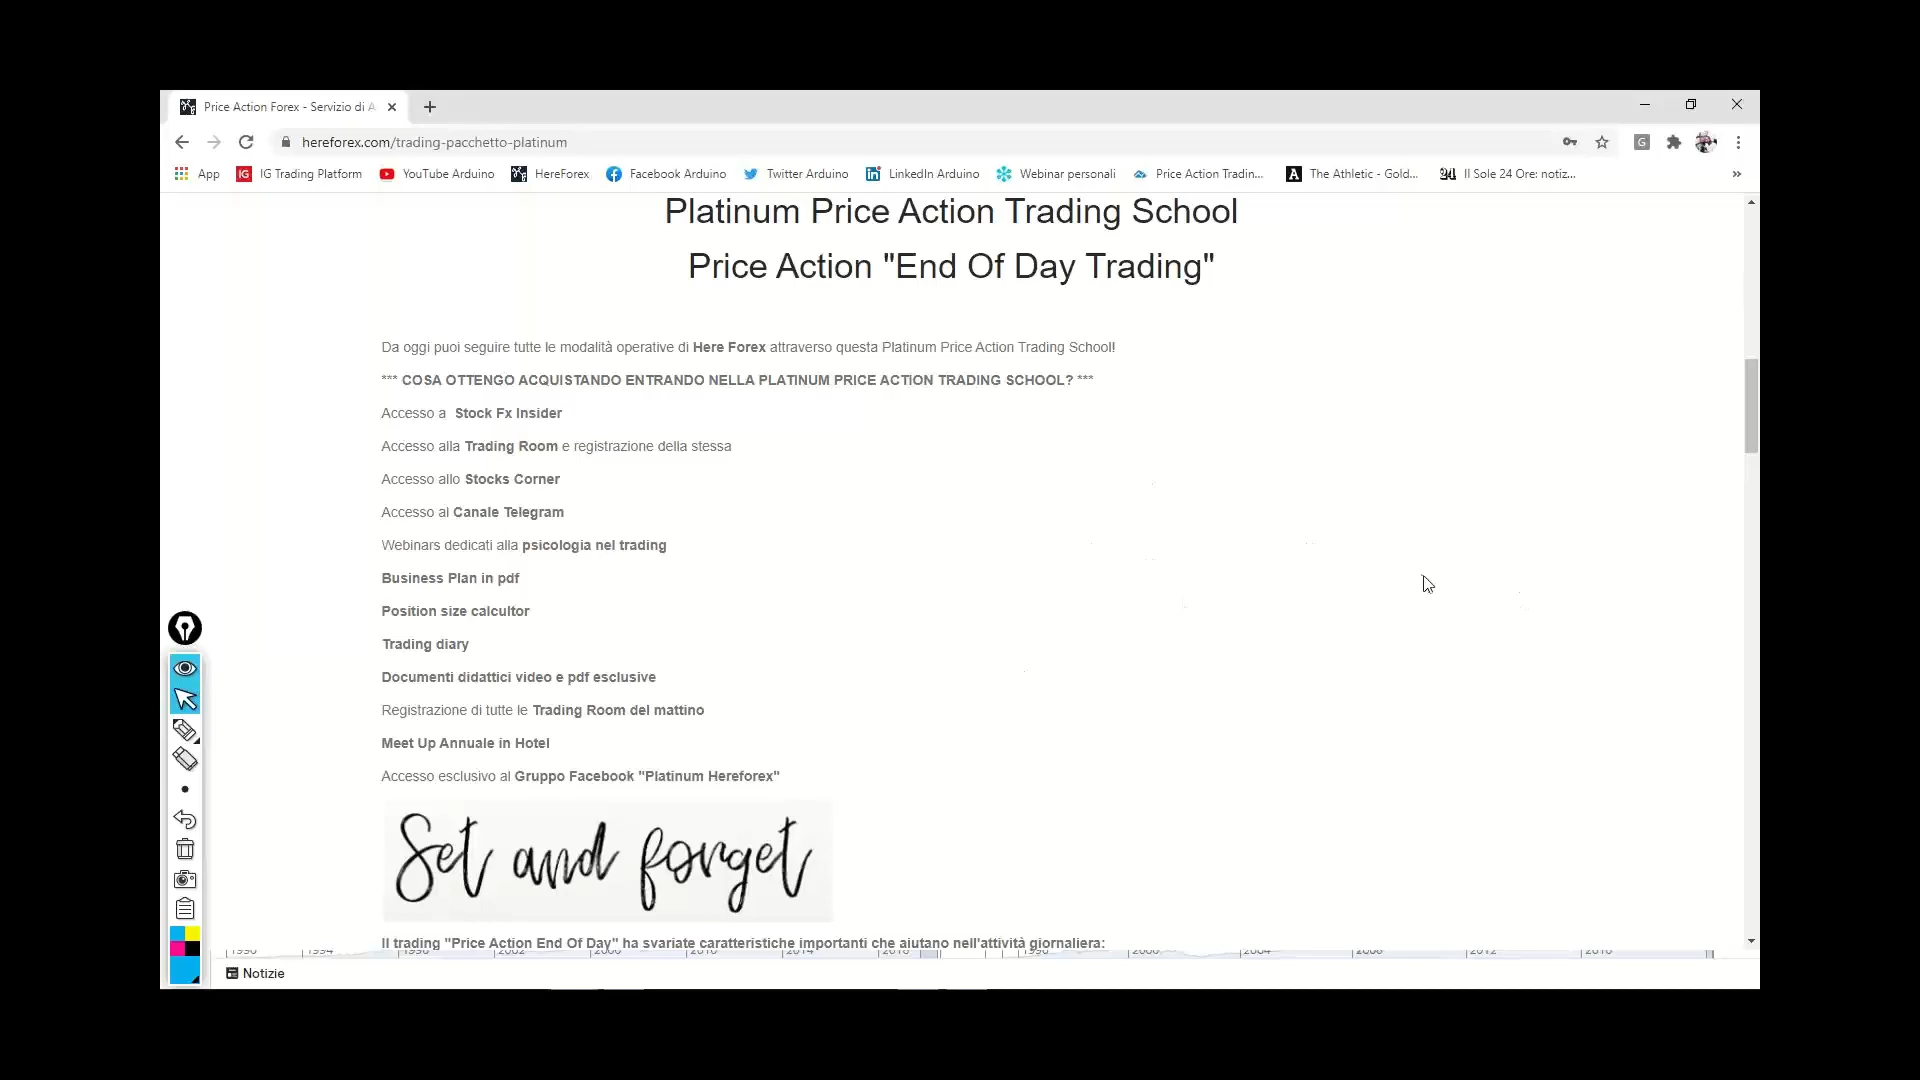 Price Action Forex - Servizio di A
hereforex.com/trading-pacchetto-platinum
App IG IG Trading Platform YouTube Arduino HereForex Facebook Arduino Twitter Arduino LinkedIn Arduino Webinar personali Price Action Tradin... A The Athletic - Gold... 24 Il Sole 24 Ore: notiz... »
Platinum Price Action Trading School
Price Action "End Of Day Trading"
Da oggi puoi seguire tutte le modalità operative di Here Forex attraverso questa Platinum Price Action Trading School!
*** COSA OTTENGO ACQUISTANDO ENTRANDO NELLA PLATINUM PRICE ACTION TRADING SCHOOL? ***
Accesso a Stock Fx Insider
Accesso alla Trading Room e registrazione della stessa
Accesso allo Stocks Corner
Accesso al Canale Telegram
Webinars dedicati alla psicologia nel trading
Business Plan in pdf
Position size calcultor
Trading diary
Documenti didattici video e pdf esclusive
Registrazione di tutte le Trading Room del mattino
Meet Up Annuale in Hotel
Accesso esclusivo al Gruppo Facebook "Platinum Hereforex"
Set and forget
Il trading "Price Action End Of Day" ha svariate caratteristiche importanti che aiutano nell'attività giornaliera:
Notizie